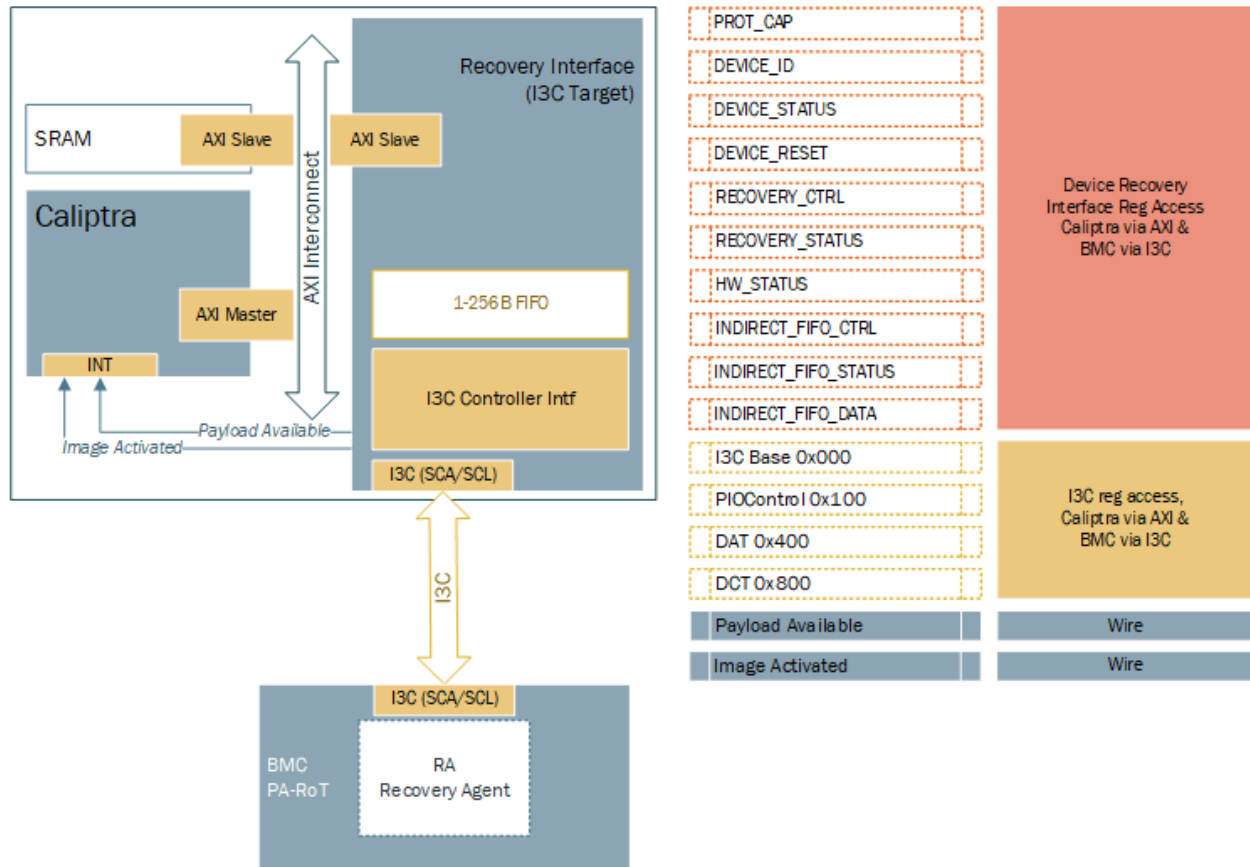 Recovery Interface
(I3C Target)
SRAM
AXI Slave
AXI Slave
AXI Interconnect
Caliptra
AXI Master
INT
1-256B FIFO
I3C Controller Intf
Payload Available
Image Activated
I3C (SCA/SCL)
I3C
I3C (SCA/SCL)
BMC
PA-RoT
RA
Recovery Agent
PROT_CAP
DEVICE_ID
DEVICE_STATUS
DEVICE_RESET
RECOVERY_CTRL
RECOVERY_STATUS
HW_STATUS
INDIRECT_FIFO_CTRL
INDIRECT_FIFO_STATUS
INDIRECT_FIFO_DATA
Device Recovery
Interface Reg Access
Caliptra via AXI &
BMC via I3C
I3C Base 0x000
PIOControl 0x100
DAT 0x400
DCT 0x800
I3C reg access,
Caliptra via AXI &
BMC via I3C
Payload Available
Wire
Image Activated
Wire